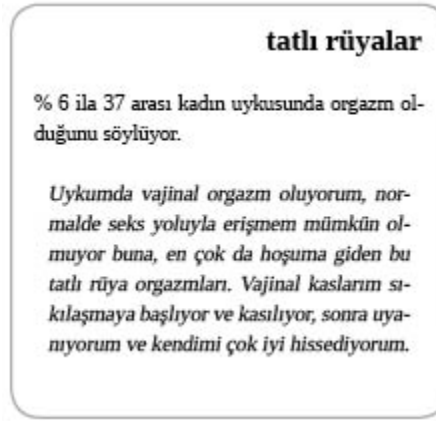 tatlı rüyalar
% 6 ila 37 arası kadın uykusunda orgazm ol-
duğunu söylüyor.
Uykumda vajinal orgazm oluyorum, nor-
malde seks yoluyla erişmem mümkün ol-
muyor buna, en çok da hoşuma giden bu
tatlı rüya orgazmları. Vajinal kaslarım sı-
kılaşmaya başlıyor ve kasılıyor, sonra uya-
nıyorum ve kendimi çok iyi hissediyorum.